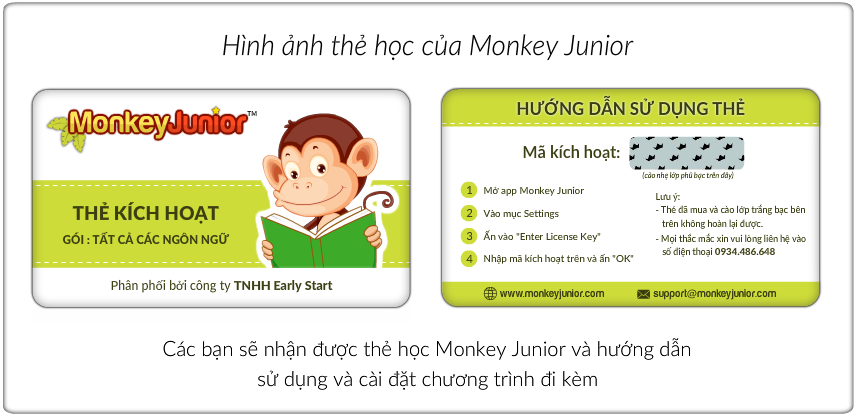 Hình ảnh thẻ học của Monkey Junior
MonkeyJunior™
THẺ KÍCH HOẠT
GÓI : TẤT CẢ CÁC NGÔN NGỮ
Phân phối bởi công ty TNHH Early Start
HƯỚNG DẪN SỬ DỤNG THẺ
Mã kích hoạt:
(cào nhẹ lớp phủ bạc trên đây)
1 Mở app Monkey Junior
2 Vào mục Settings
3 Ấn vào "Enter License Key"
4 Nhập mã kích hoạt trên và ấn "OK"
Lưu ý:
- Thẻ đã mua và cào lớp trắng bạc bên
trên không hoàn lại được.
- Mọi thắc mắc xin vui lòng liên hệ vào
số điện thoại 0934.486.648
www.monkeyjunior.com
support@monkeyjunior.com
Các bạn sẽ nhận được thẻ học Monkey Junior và hướng dẫn
sử dụng và cài đặt chương trình đi kèm